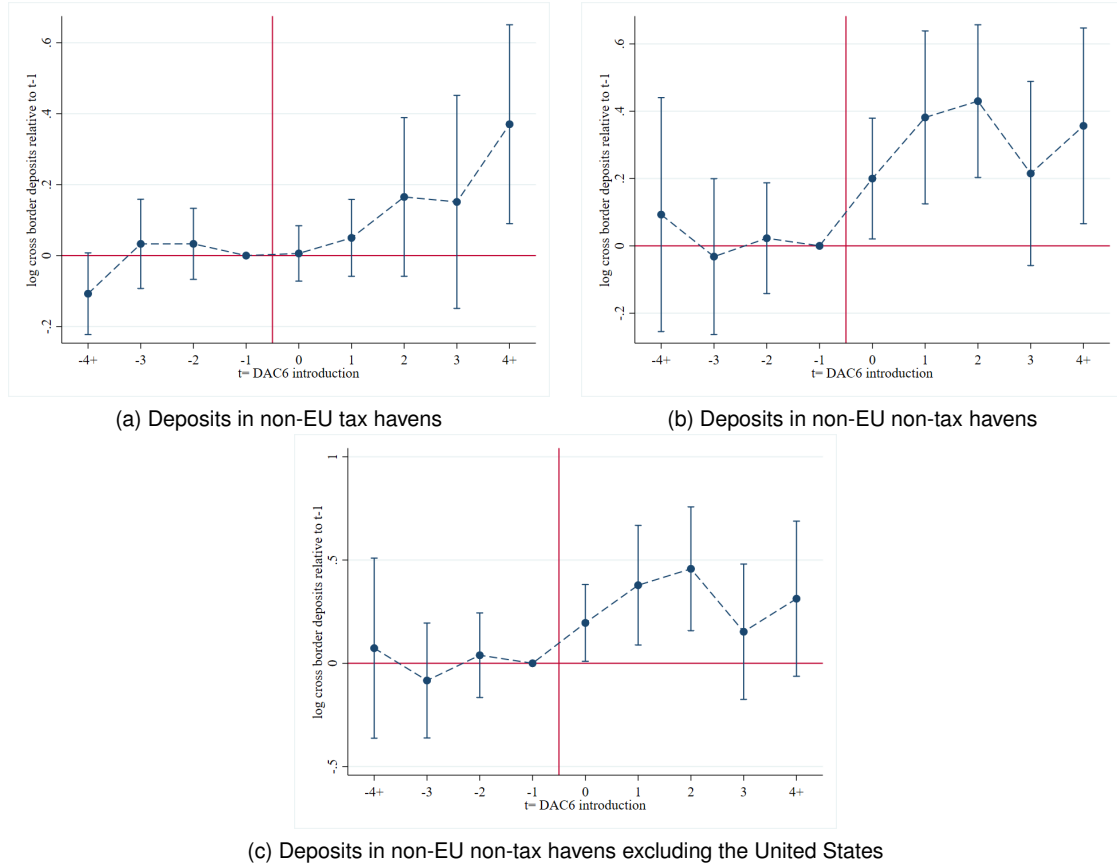 log cross border deposits relative to t-1
.6
.4
.2
0
-.2
-4+ -3 -2 -1 0 1 2 3 4+
t= DAC6 introduction
(a) Deposits in non-EU tax havens
log cross border deposits relative to t-1
.6
.4
.2
0
-.2
-4+ -3 -2 -1 0 1 2 3 4+
t= DAC6 introduction
(b) Deposits in non-EU non-tax havens
log cross border deposits relative to t-1
1
.5
0
-.5
-4+ -3 -2 -1 0 1 2 3 4+
t= DAC6 introduction
(c) Deposits in non-EU non-tax havens excluding the United States